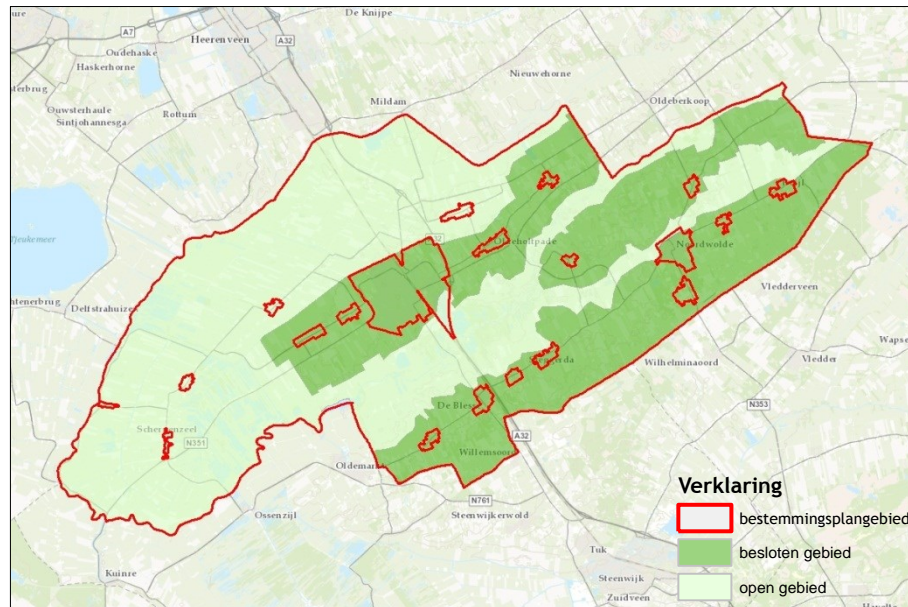 De Knijpe
A7
Heerenveen
A32
Oudehaske
Haskerhorne
Nieuwehorne
Ouwsterhaule
Mildam
Oldeberkoop
Rottum
Sintjohannesga
Tjeukemeer
Oldeholtpade
Noordwolde
Delfstrahuizen
Vledderveen
Wapse
Wilhelminaoord
Vledder
De Blesse
N353
Scherpenzeel
N351
A32
Willemsoord
Oldemarkt
N761
Ossenzijl
Steenwijkerwold
Kuinre
Tuk
Steenwijk
Zuidveen
Verklaring
bestemmingsplangebied
besloten gebied
open gebied